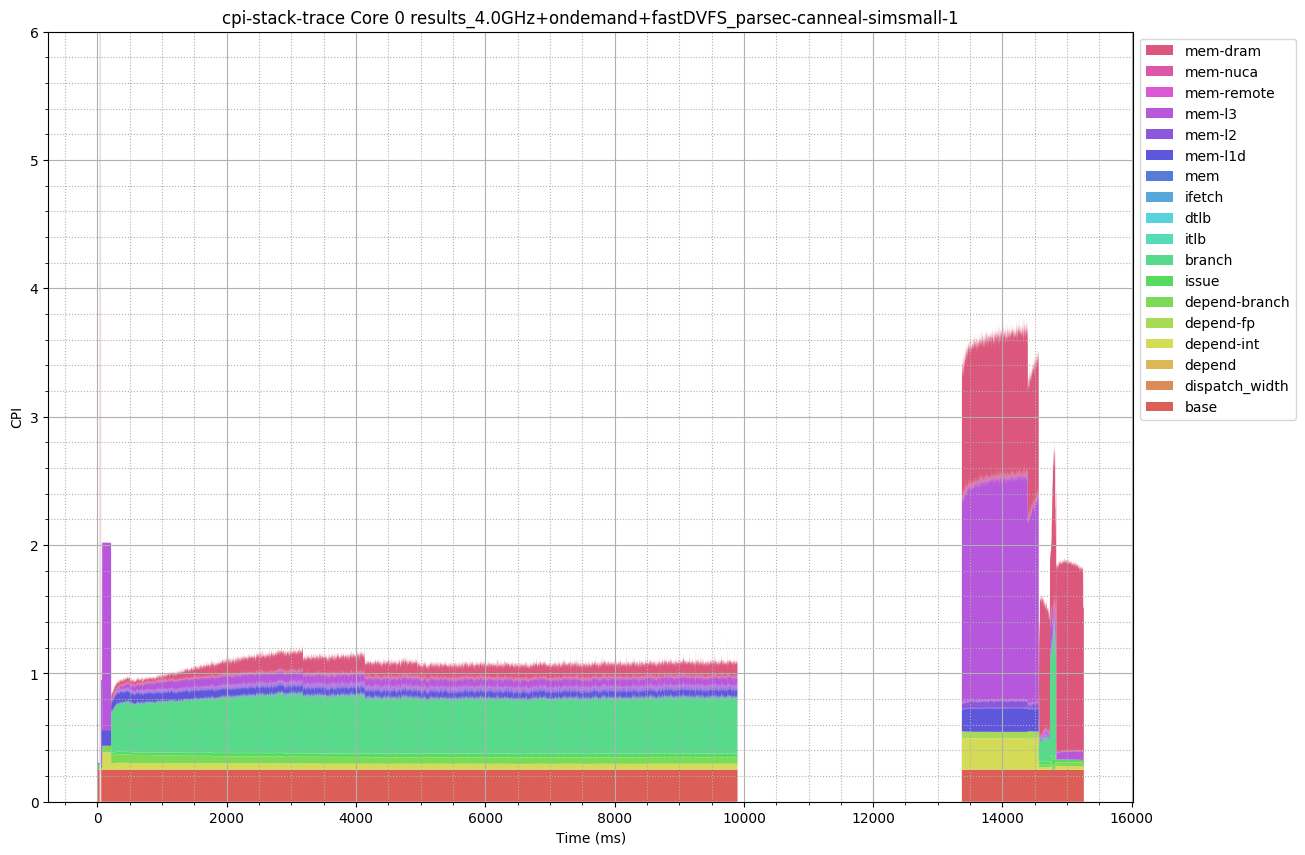 cpi-stack-trace Core 0 results_4.0GHz+ondemand+fastDVFS_parsec-canneal-simsmall-1
6
5
4
3
2
1
0
CPI
0
2000
4000
6000
8000
10000
12000
14000
16000
Time (ms)
mem-dram
mem-nuca
mem-remote
mem-l3
mem-l2
mem-l1d
mem
ifetch
dtlb
itlb
branch
issue
depend-branch
depend-fp
depend-int
depend
dispatch_width
base